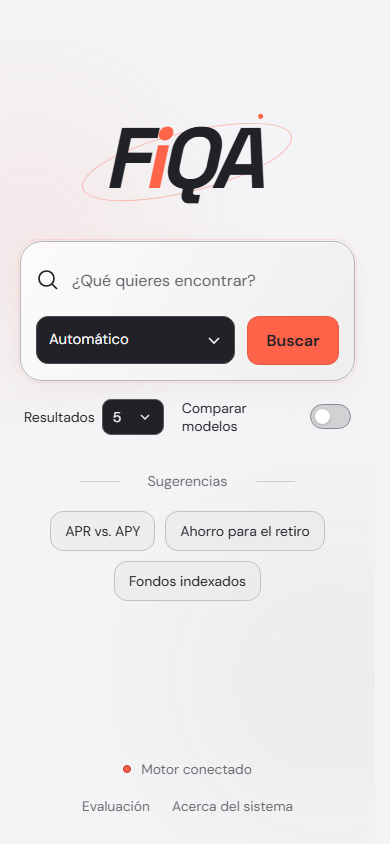 FiQA
¿Qué quieres encontrar?
Automático
Buscar
Resultados
5
Comparar
modelos
Sugerencias
APR vs. APY
Ahorro para el retiro
Fondos indexados
Motor conectado
Evaluación
Acerca del sistema